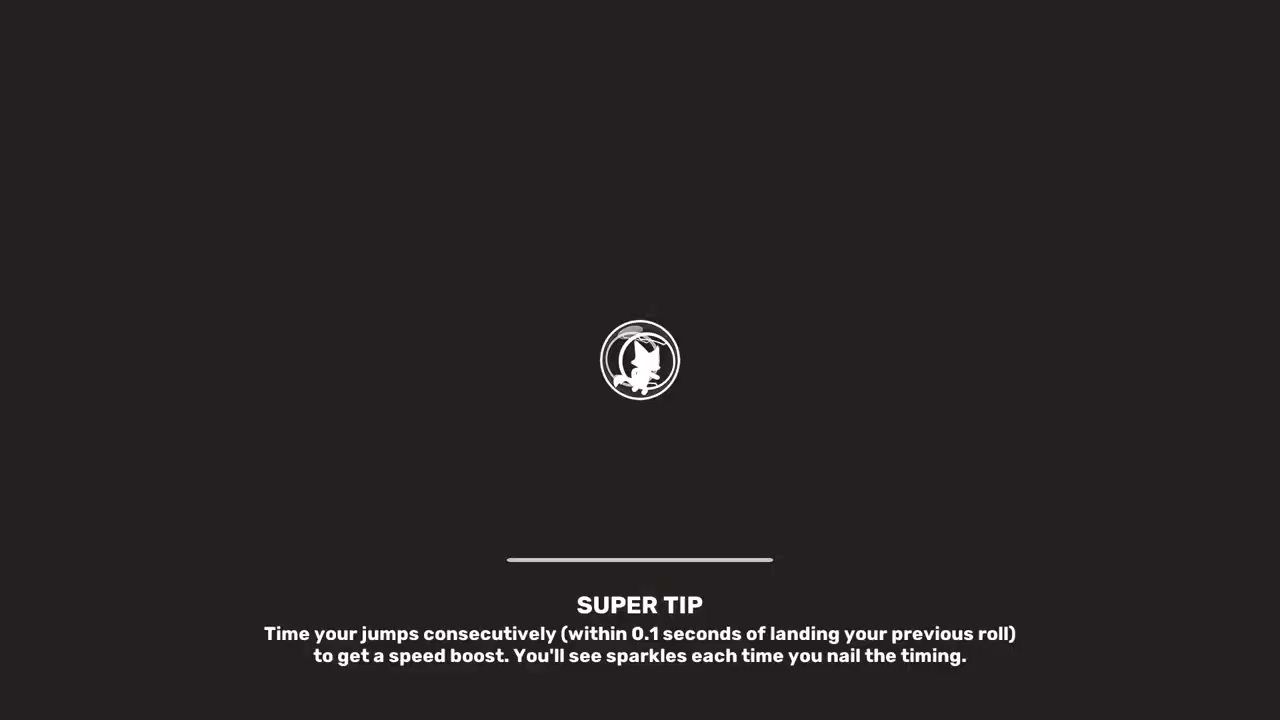 SUPER TIP
Time your jumps consecutively (within 0.1 seconds of landing your previous roll)
to get a speed boost. You'll see sparkles each time you nail the timing.